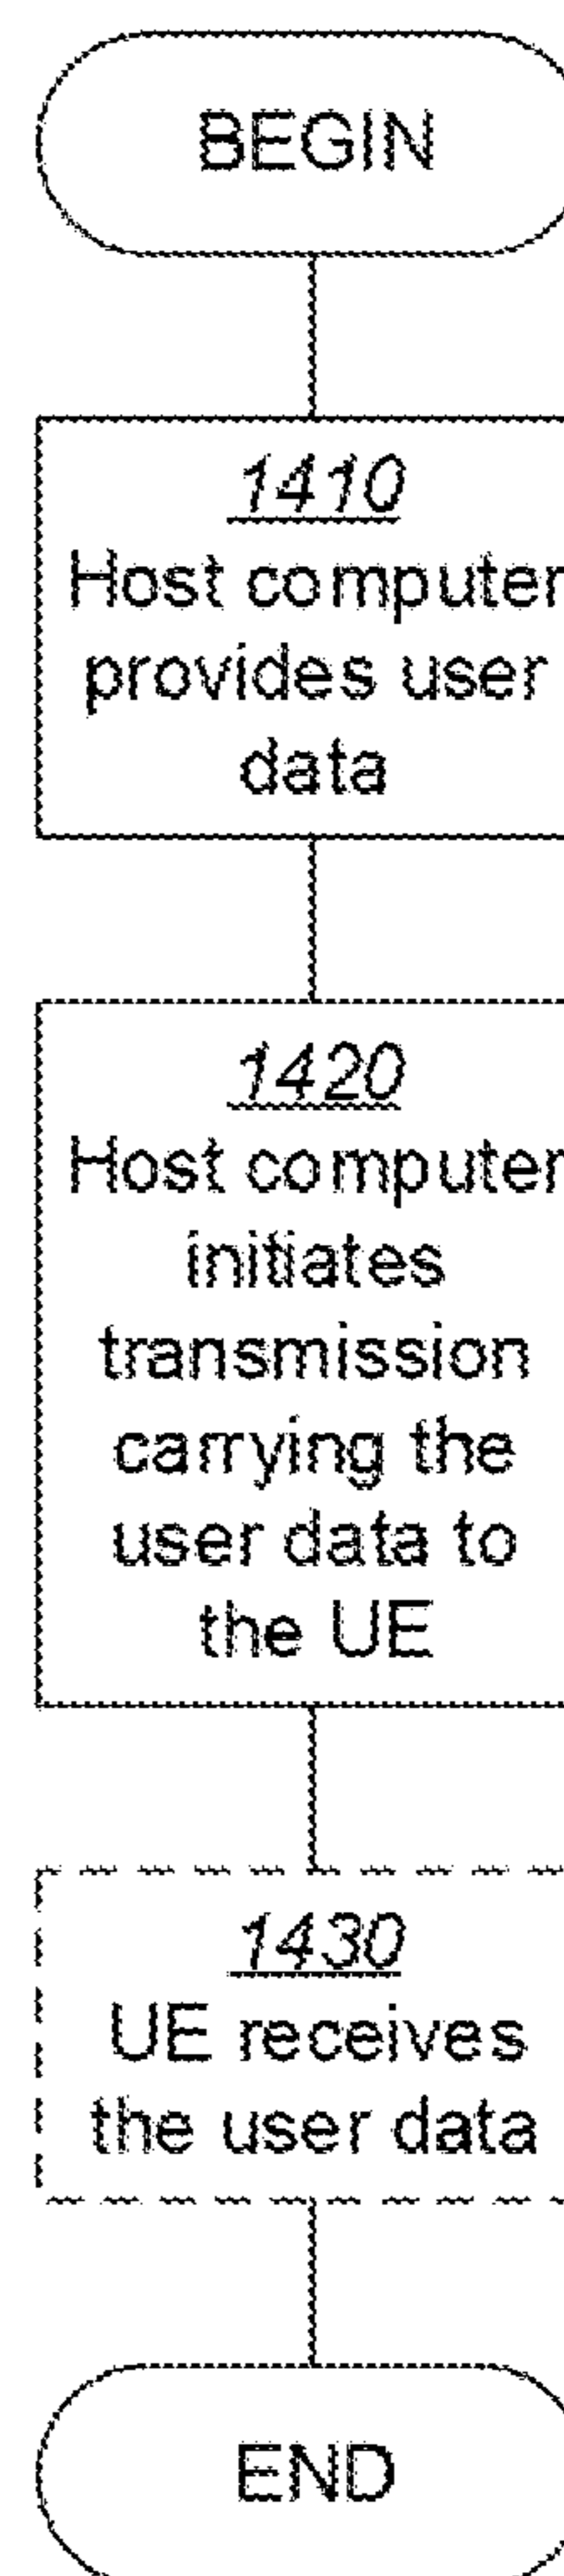 BEGIN
1410
Host computer
provides user
data
1420
Host computer
initiates
transmission
carrying the
user data to
the UE
1430
UE receives
the user data
END